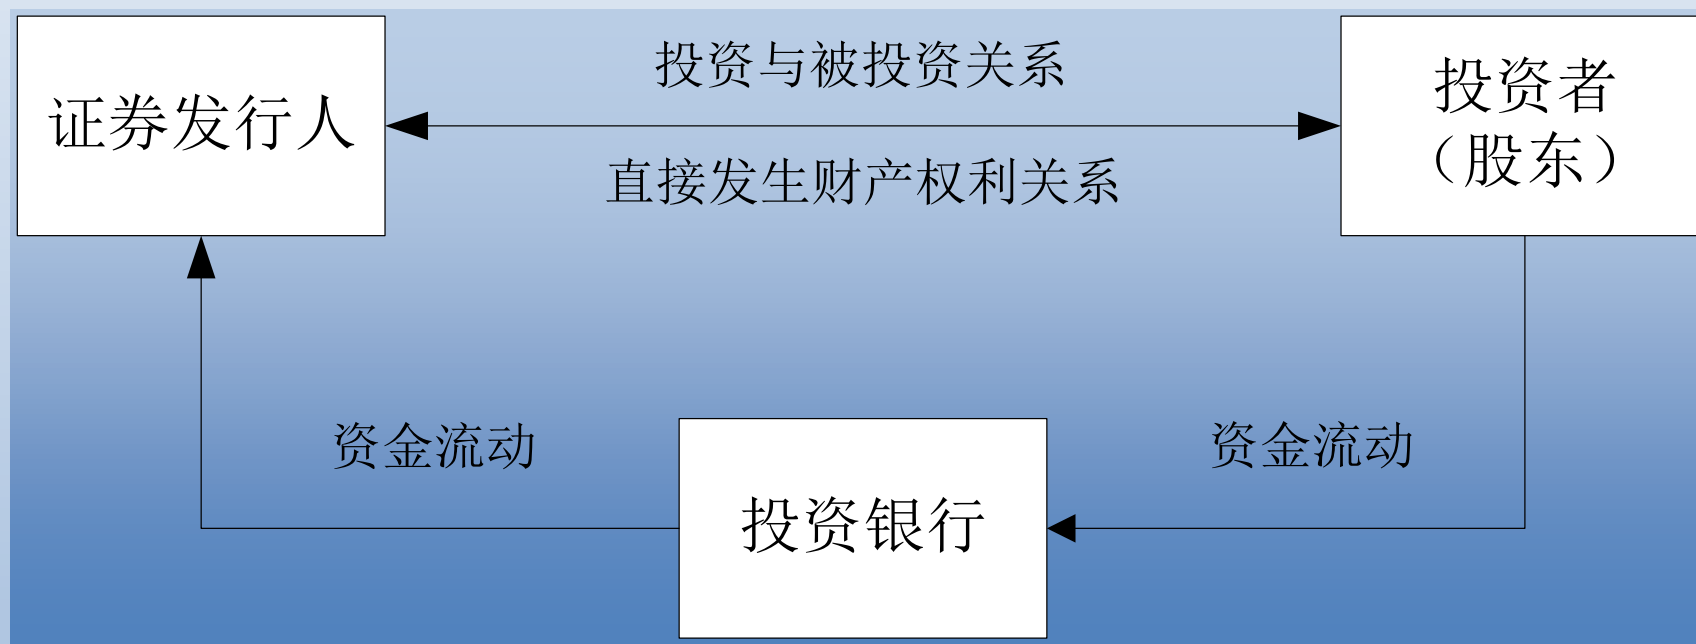 投资与被投资关系
证券发行人
投资者
（股东）
直接发生财产权利关系
资金流动
资金流动
投资银行